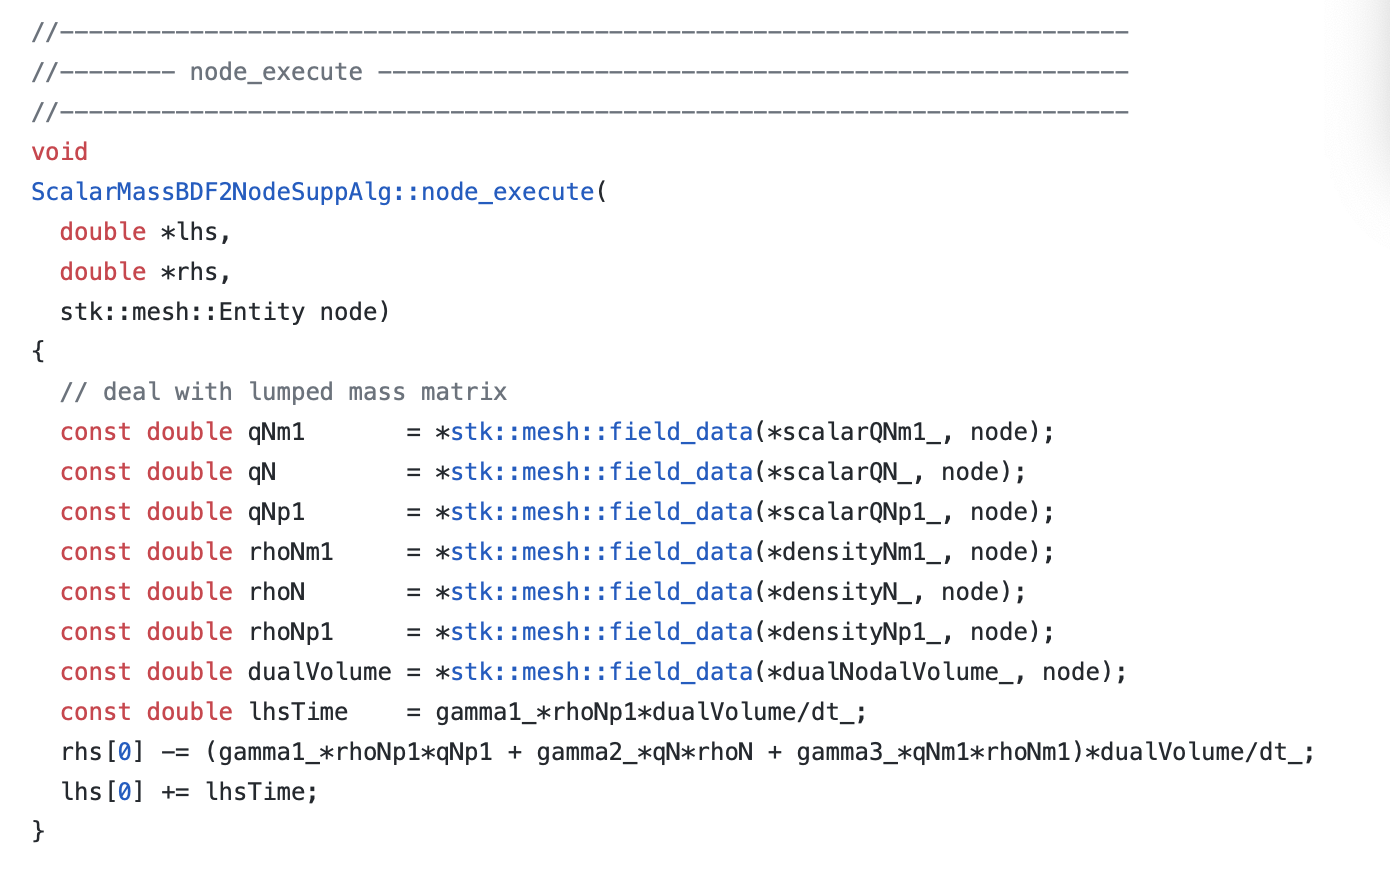 //--------------------------------------------------------------------------
//-------- node_execute ----------------------------------------------------
//--------------------------------------------------------------------------
void
ScalarMassBDF2NodeSuppAlg::node_execute(
  double *lhs,
  double *rhs,
  stk::mesh::Entity node)
{
  // deal with lumped mass matrix
  const double qNm1       = *stk::mesh::field_data(*scalarQNm1_, node);
  const double qN         = *stk::mesh::field_data(*scalarQN_, node);
  const double qNp1       = *stk::mesh::field_data(*scalarQNp1_, node);
  const double rhoNm1     = *stk::mesh::field_data(*densityNm1_, node);
  const double rhoN       = *stk::mesh::field_data(*densityN_, node);
  const double rhoNp1     = *stk::mesh::field_data(*densityNp1_, node);
  const double dualVolume = *stk::mesh::field_data(*dualNodalVolume_, node);
  const double lhsTime    = gamma1_*rhoNp1*dualVolume/dt_;
  rhs[0] -= (gamma1_*rhoNp1*qNp1 + gamma2_*qN*rhoN + gamma3_*qNm1*rhoNm1)*dualVolume/dt_;
  lhs[0] += lhsTime;
}